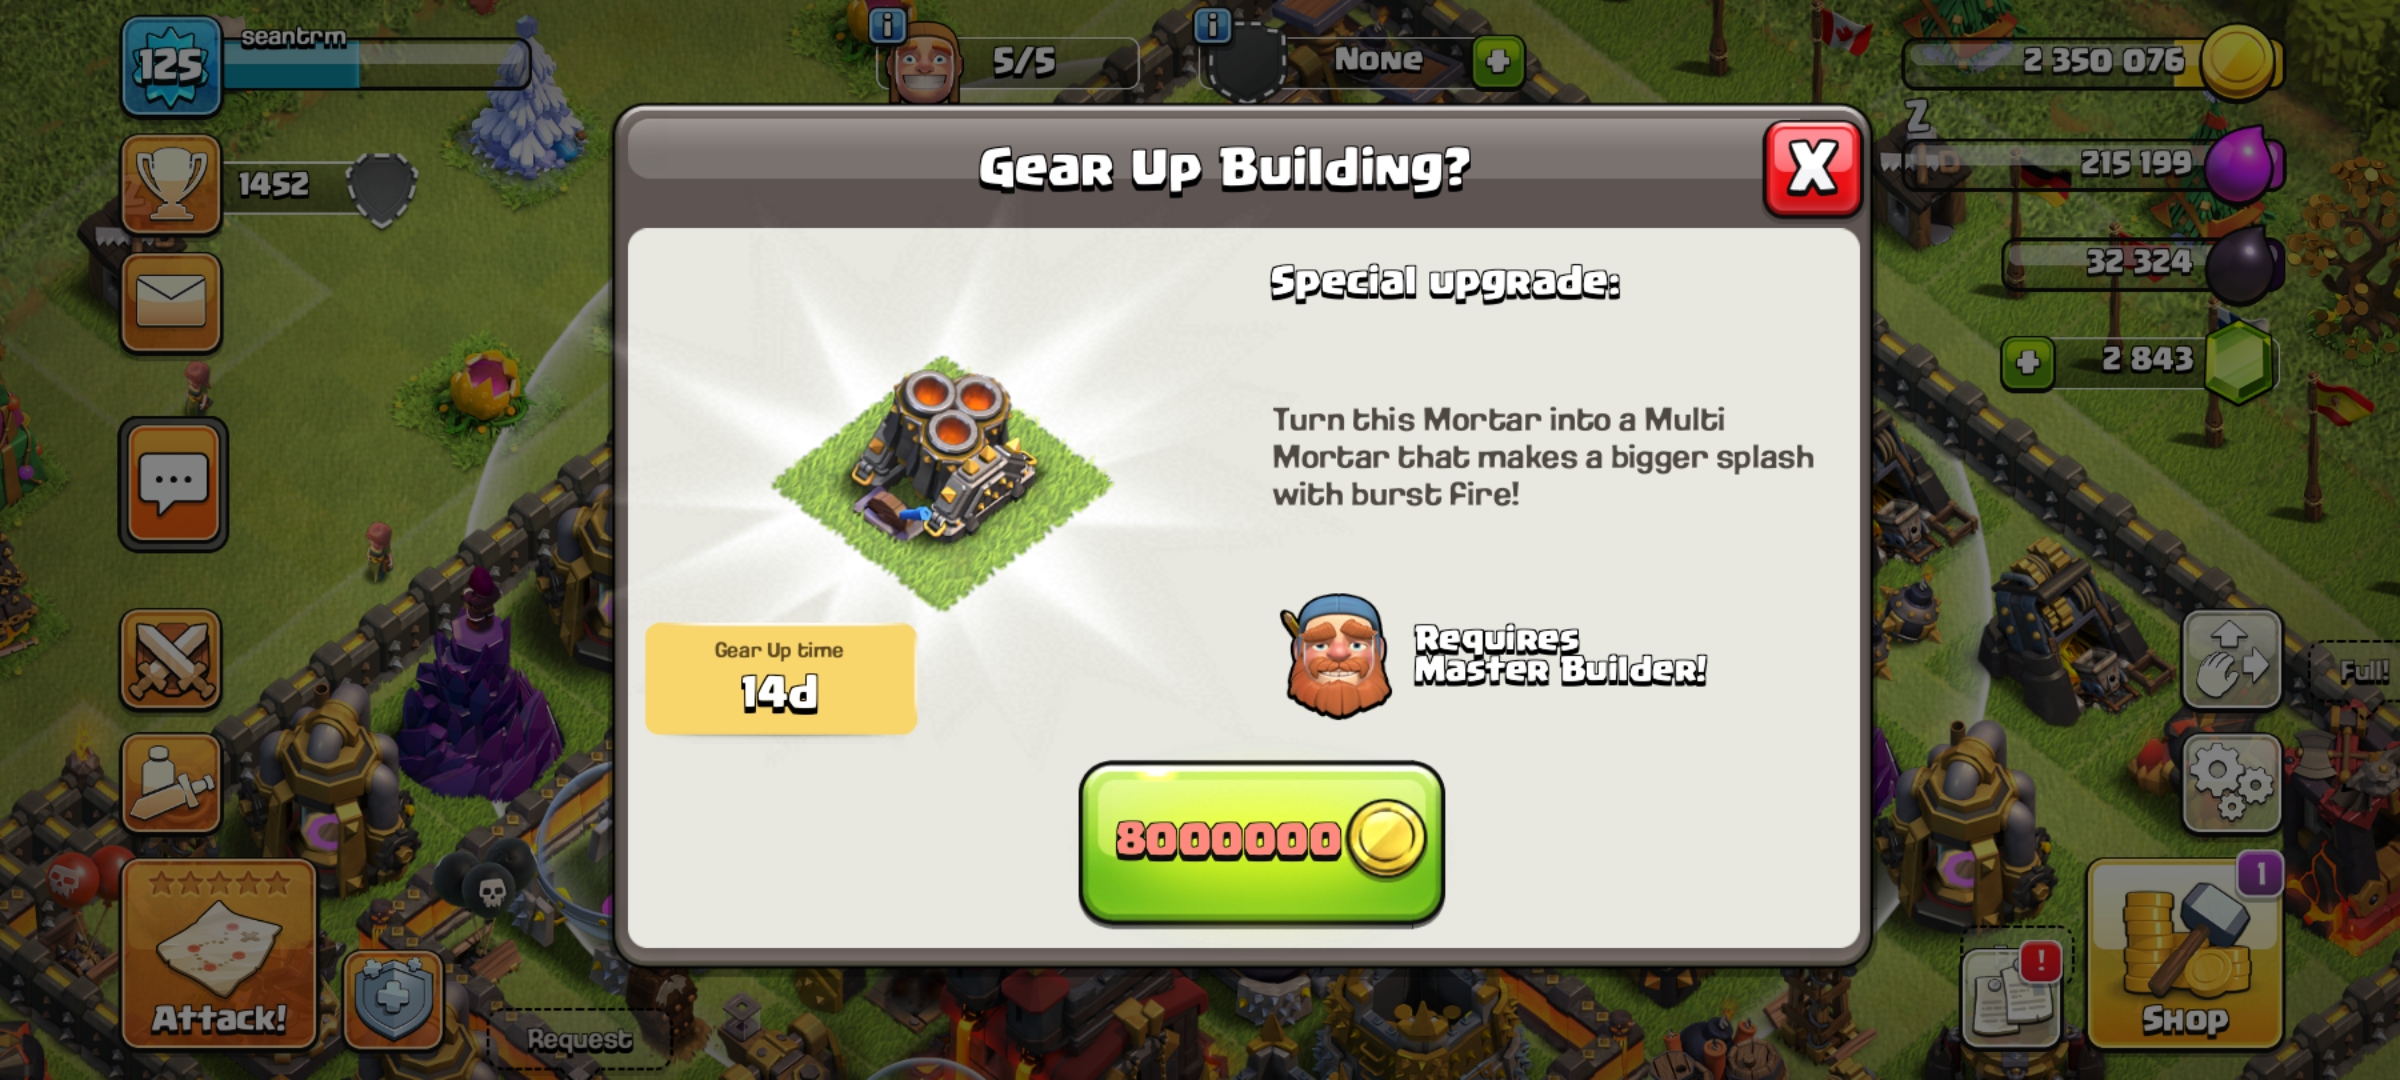 125
seantrm
5/5
None
2 350 076
1452
215 199
32 324
2 843
Gear Up Building?
Special upgrade:
Turn this Mortar into a Multi
Mortar that makes a bigger splash
with burst fire!
Gear Up time
14d
Requires
Master Builder!
8000000
Full!
Attack!
Request
1
!
Shop